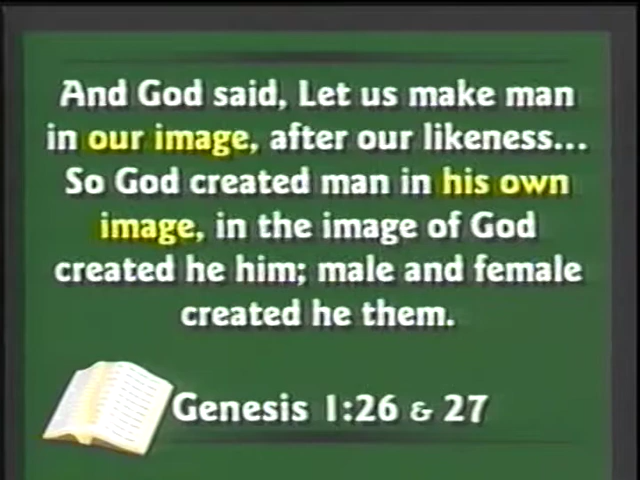 And God said, Let us make man
in our image, after our likeness...
So God created man in his own
image, in the image of God
created he him; male and female
created he them.
Genesis 1:26 & 27